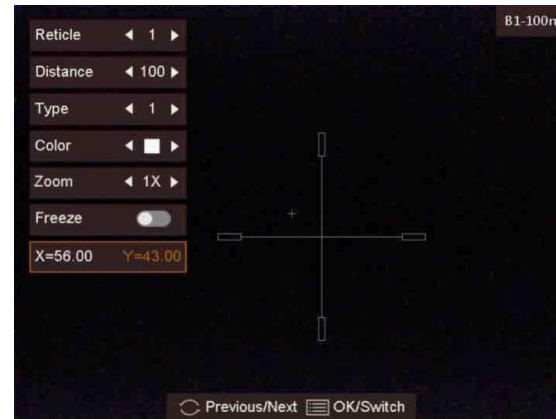 B1-100m
Reticle 1
Distance 100
Type 1
Color
Zoom 1X
Freeze
X=56.00 Y=43.00
Previous/Next OK/Switch